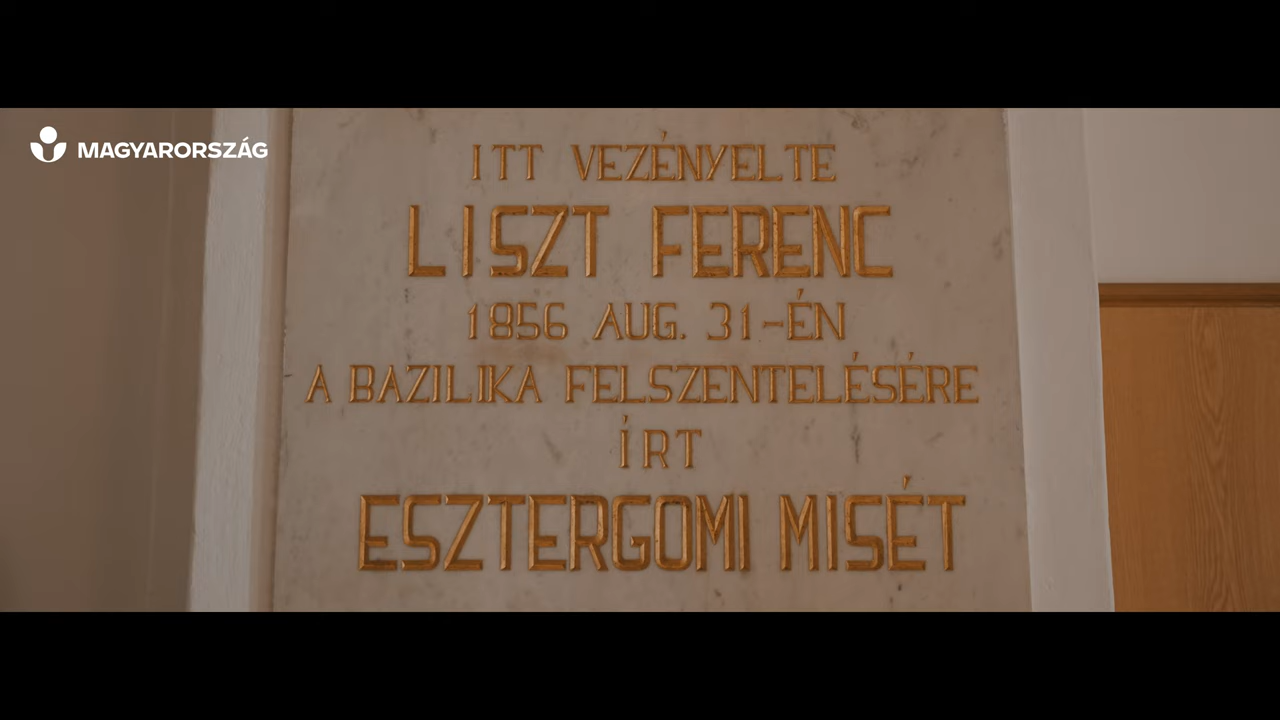 MAGYARORSZÁG
ITT VEZÉNYELTE
LISZT FERENC
1856 AUG. 31-ÉN
A BAZILIKA FELSZENTELÉSÉRE
ÍRT
ESZTERGOMI MISÉT